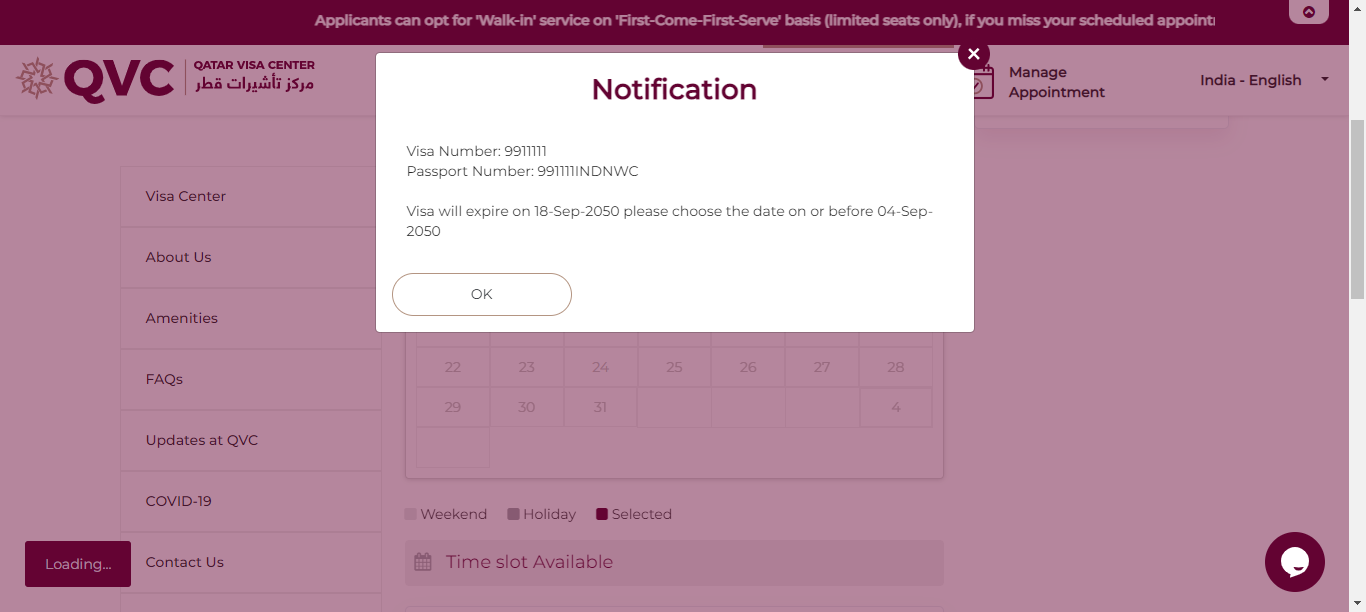 Applicants can opt for 'Walk-in' service on 'First-Come-First-Serve' basis (limited seats only), if you miss your scheduled
QVC
QATAR VISA CENTER
مركز تأشيرات قطر
Manage
Appointment
India - English
Notification
Visa Number: 9911111
Passport Number: 991111INDNWC
Visa will expire on 18-Sep-2050 please choose the date on or before 04-Sep-
2050
OK
Visa Center
About Us
Amenities
FAQs
Updates at QVC
COVID-19
Contact Us
22 23 24 25 26 27 28
29 30 31 4
Weekend Holiday Selected
Time slot Available
Loading...